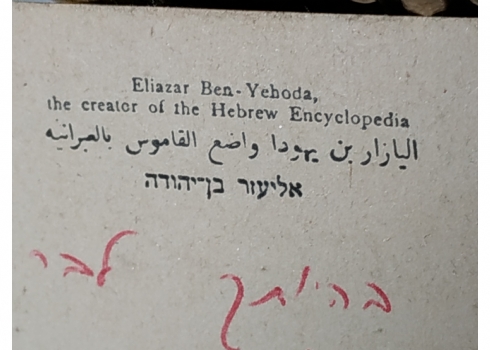 Eliazar Ben-Yehoda,
the creator of the Hebrew Encyclopedia
اليازار بن يهودا واضع القاموس بالعبرانيه
אליעזר בן־יהודה